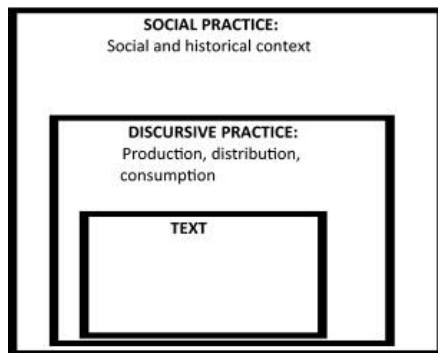 SOCIAL PRACTICE:
Social and historical context
DISCURSIVE PRACTICE:
Production, distribution,
consumption
TEXT